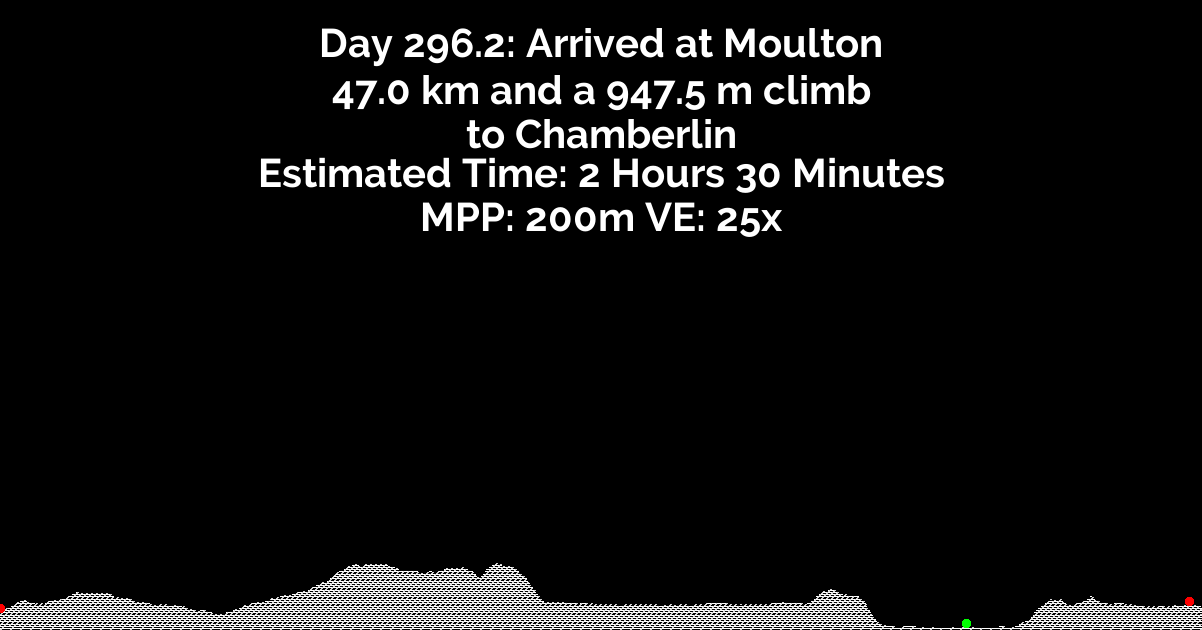 Day 296.2: Arrived at Moulton
47.0 km and a 947.5 m climb
to Chamberlin
Estimated Time: 2 Hours 30 Minutes
MPP: 200m VE: 25x